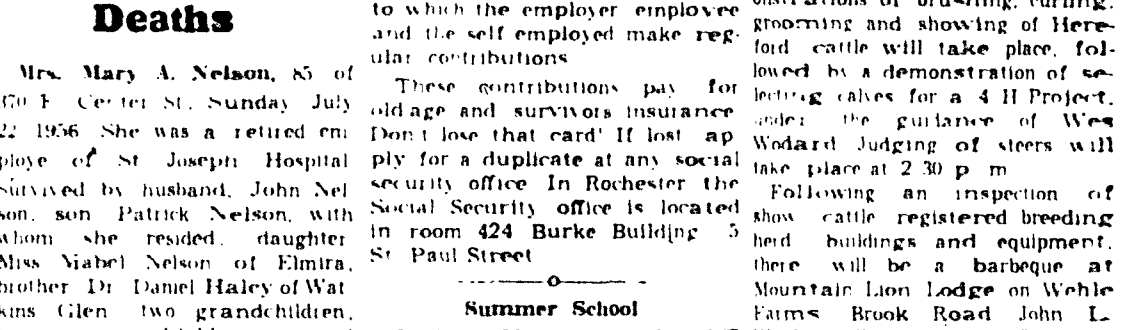 Deaths
Mrs. Mary A. Nelson, 85 of
E Center St., Sunday July
22 1956 She was a retired em
ploye of St Joseph Hospital
Survived by husband, John Nel
son, son Patrick Nelson, with
whom she resided, daughter
Miss Mabel Nelson of Elmira,
brother Dr Daniel Haley of Wat
kins Glen two grandchildren,
to which the employer employee
and the self employed make reg-
ular contributions
These contributions pay for
old age and survivors insurance
Don't lose that card! If lost ap
ply for a duplicate at any social
security office In Rochester the
Social Security office is located
in room 424 Burke Building 5
St Paul Street
Summer School
of brushing, curling,
grooming and showing of Here-
ford cattle will take place, fol-
lowed by a demonstration of se-
lecting calves for a 4 H Project,
under the guidance of Wes
Wodard Judging of steers will
take place at 2 30 p m
Following an inspection of
show cattle registered breeding
herd buildings and equipment,
there will be a barbeque at
Mountain Lion Lodge on Wehle
Farms Brook Road John L.